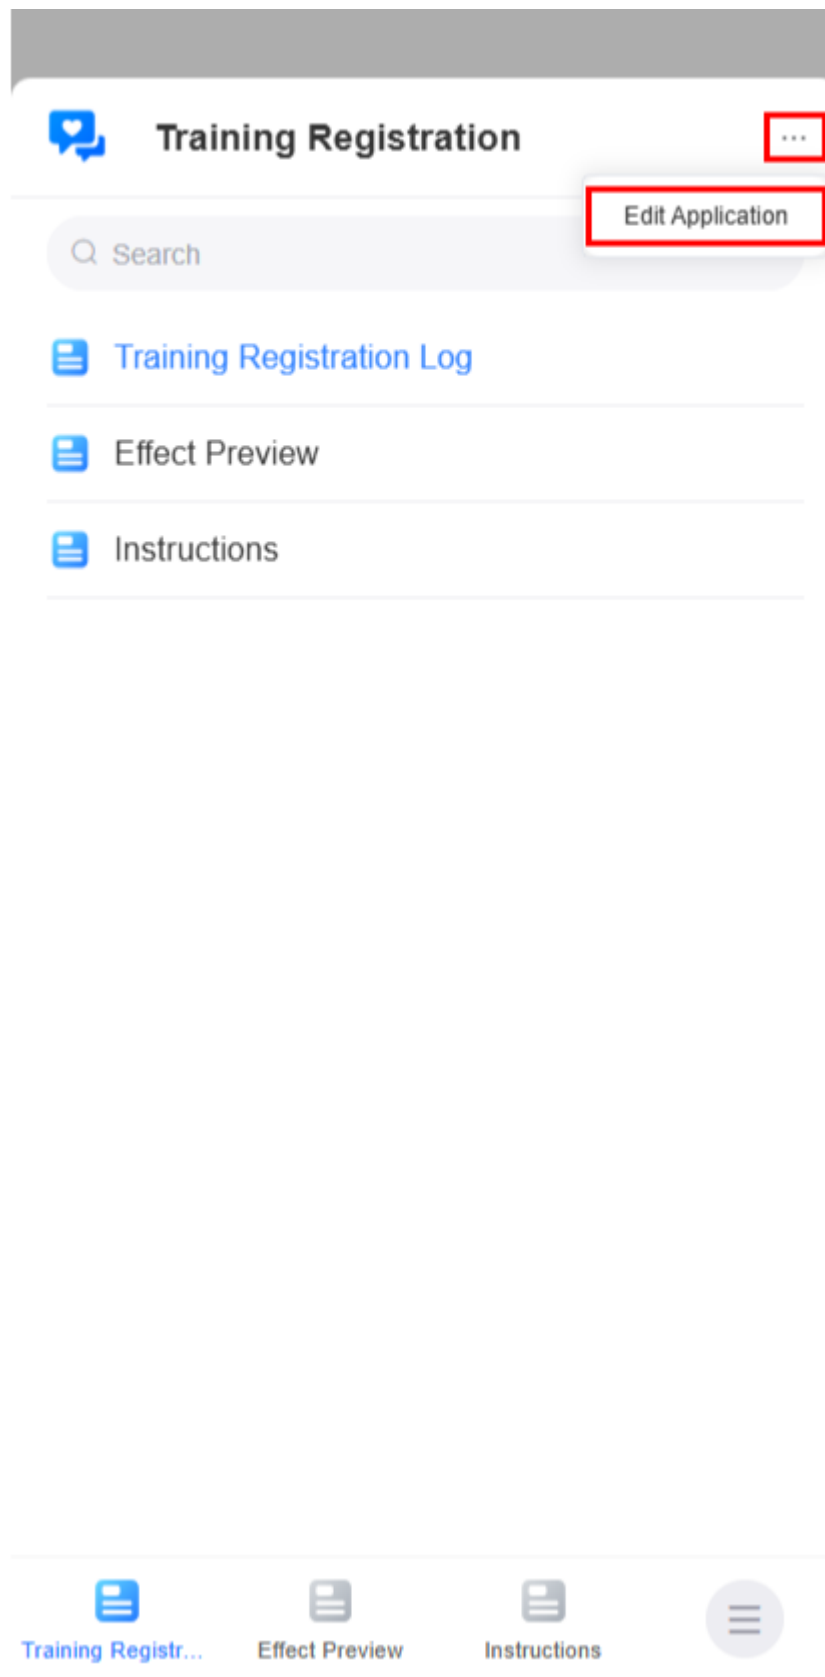 Training Registration
...
Edit Application
Search
Training Registration Log
Effect Preview
Instructions
Training Registr...
Effect Preview
Instructions